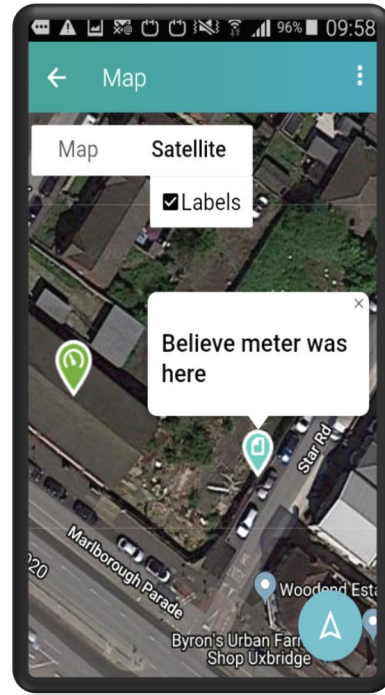 96% 09:58
Map
Map Satellite
Labels
Believe meter was
here
Star Rd
Marlborough Parade
020
Woodend Esta
Byron's Urban Farm
Shop Uxbridge